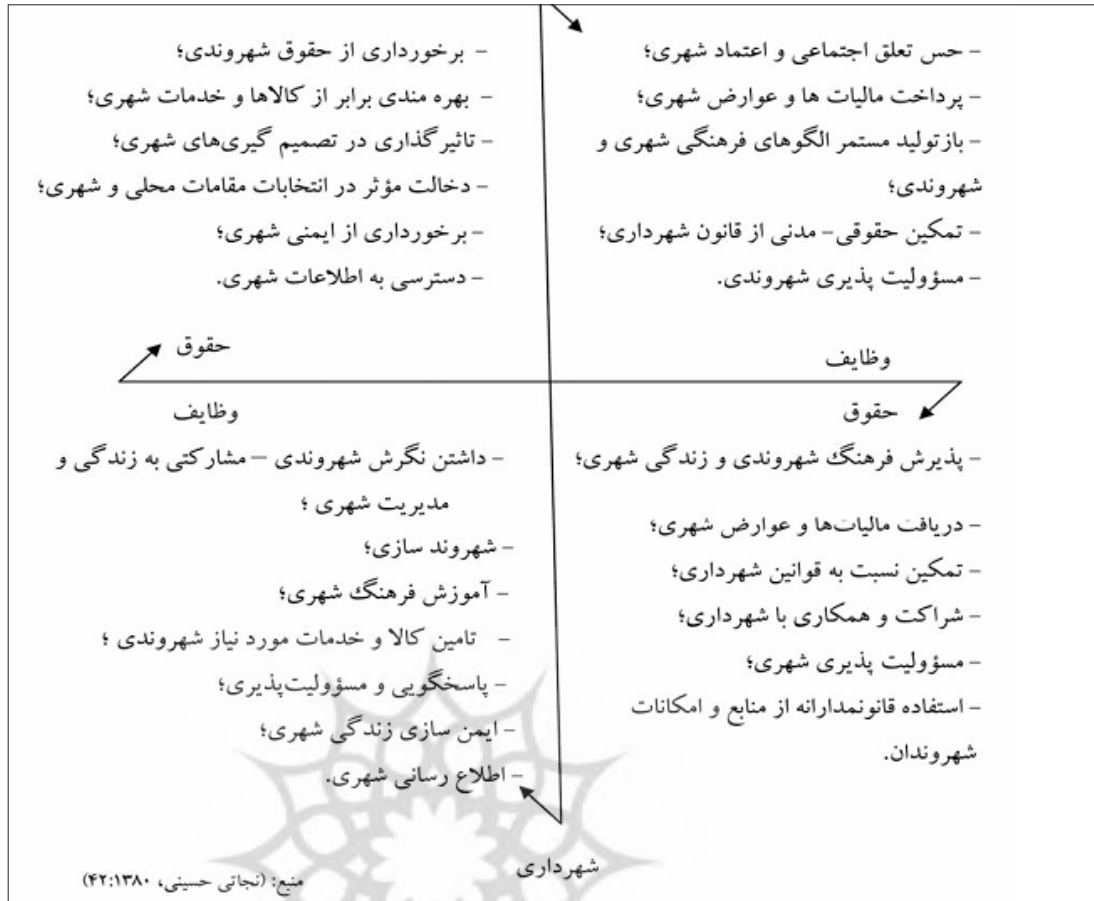 - حس تعلق اجتماعی و اعتماد شهری؛
- پرداخت مالیات ها و عوارض شهری؛
- بازتولید مستمر الگوهای فرهنگی شهری و
شهروندی؛
- تمکین حقوقی- مدنی از قانون شهرداری؛
- مسؤولیت پذیری شهروندی.
- برخورداری از حقوق شهروندی؛
- بهره مندی برابر از کالاها و خدمات شهری؛
- تاثیرگذاری در تصمیم گیری‌های شهری؛
- دخالت مؤثر در انتخابات مقامات محلی و شهری؛
- برخورداری از ایمنی شهری؛
- دسترسی به اطلاعات شهری.
وظایف
حقوق
حقوق
وظایف
- پذیرش فرهنگ شهروندی و زندگی شهری؛
- دریافت مالیات‌ها و عوارض شهری؛
- تمکین نسبت به قوانین شهرداری؛
- شراکت و همکاری با شهرداری؛
- مسؤولیت پذیری شهری؛
- استفاده قانونمدارانه از منابع و امکانات
شهروندان.
- داشتن نگرش شهروندی – مشارکتی به زندگی و
مدیریت شهری ؛
- شهروند سازی؛
- آموزش فرهنگ شهری؛
- تامین کالا و خدمات مورد نیاز شهروندی ؛
- پاسخگویی و مسؤولیت‌پذیری؛
- ایمن سازی زندگی شهری؛
- اطلاع رسانی شهری.
شهرداری
منبع: (نجاتی حسینی، ۴۲:۱۳۸۰)